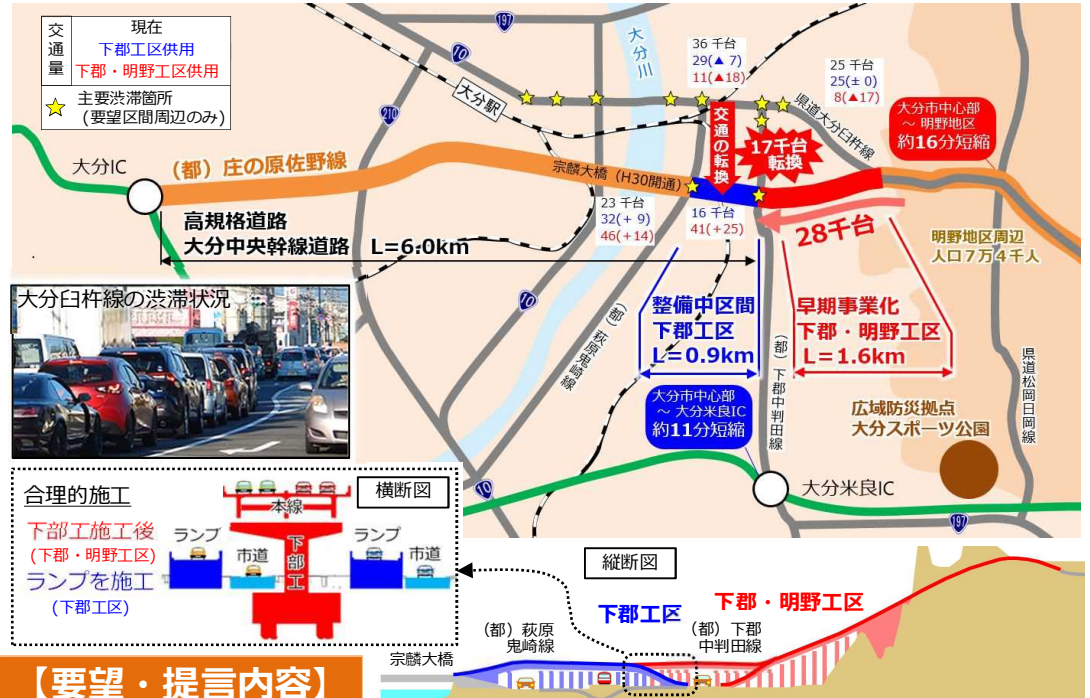 交通量
現在
下郡工区供用
下郡・明野工区供用
主要渋滞箇所
(要望区間周辺のみ)
197
10
210
大分川
大分駅
36 千台
29(▲ 7)
11(▲18)
25 千台
25(± 0)
8(▲17)
県道大分臼杵線
大分市中心部
～ 明野地区
約16分短縮
交通の転換
17千台
転換
大分IC
(都) 庄の原佐野線
宗麟大橋 (H30開通)
23 千台
32(+ 9)
46(+14)
16 千台
41(+25)
28千台
高規格道路
大分中央幹線道路 L=6.0km
明野地区周辺
人口7万4千人
大分臼杵線の渋滞状況
10
(都) 萩原鬼崎線
整備中区間
下郡工区
L=0.9km
早期事業化
下郡・明野工区
L=1.6km
(都) 下郡中判田線
県道松岡日岡線
大分市中心部
～ 大分米良IC
約11分短縮
広域防災拠点
大分スポーツ公園
10
大分米良IC
197
合理的施工
横断図
本線
下部工施工後
(下郡・明野工区)
ランプを施工
(下郡工区)
ランプ
市道
下部工
ランプ
市道
縦断図
下郡工区
下郡・明野工区
(都) 萩原
鬼崎線
(都) 下郡
中判田線
宗麟大橋
【要望・提言内容】